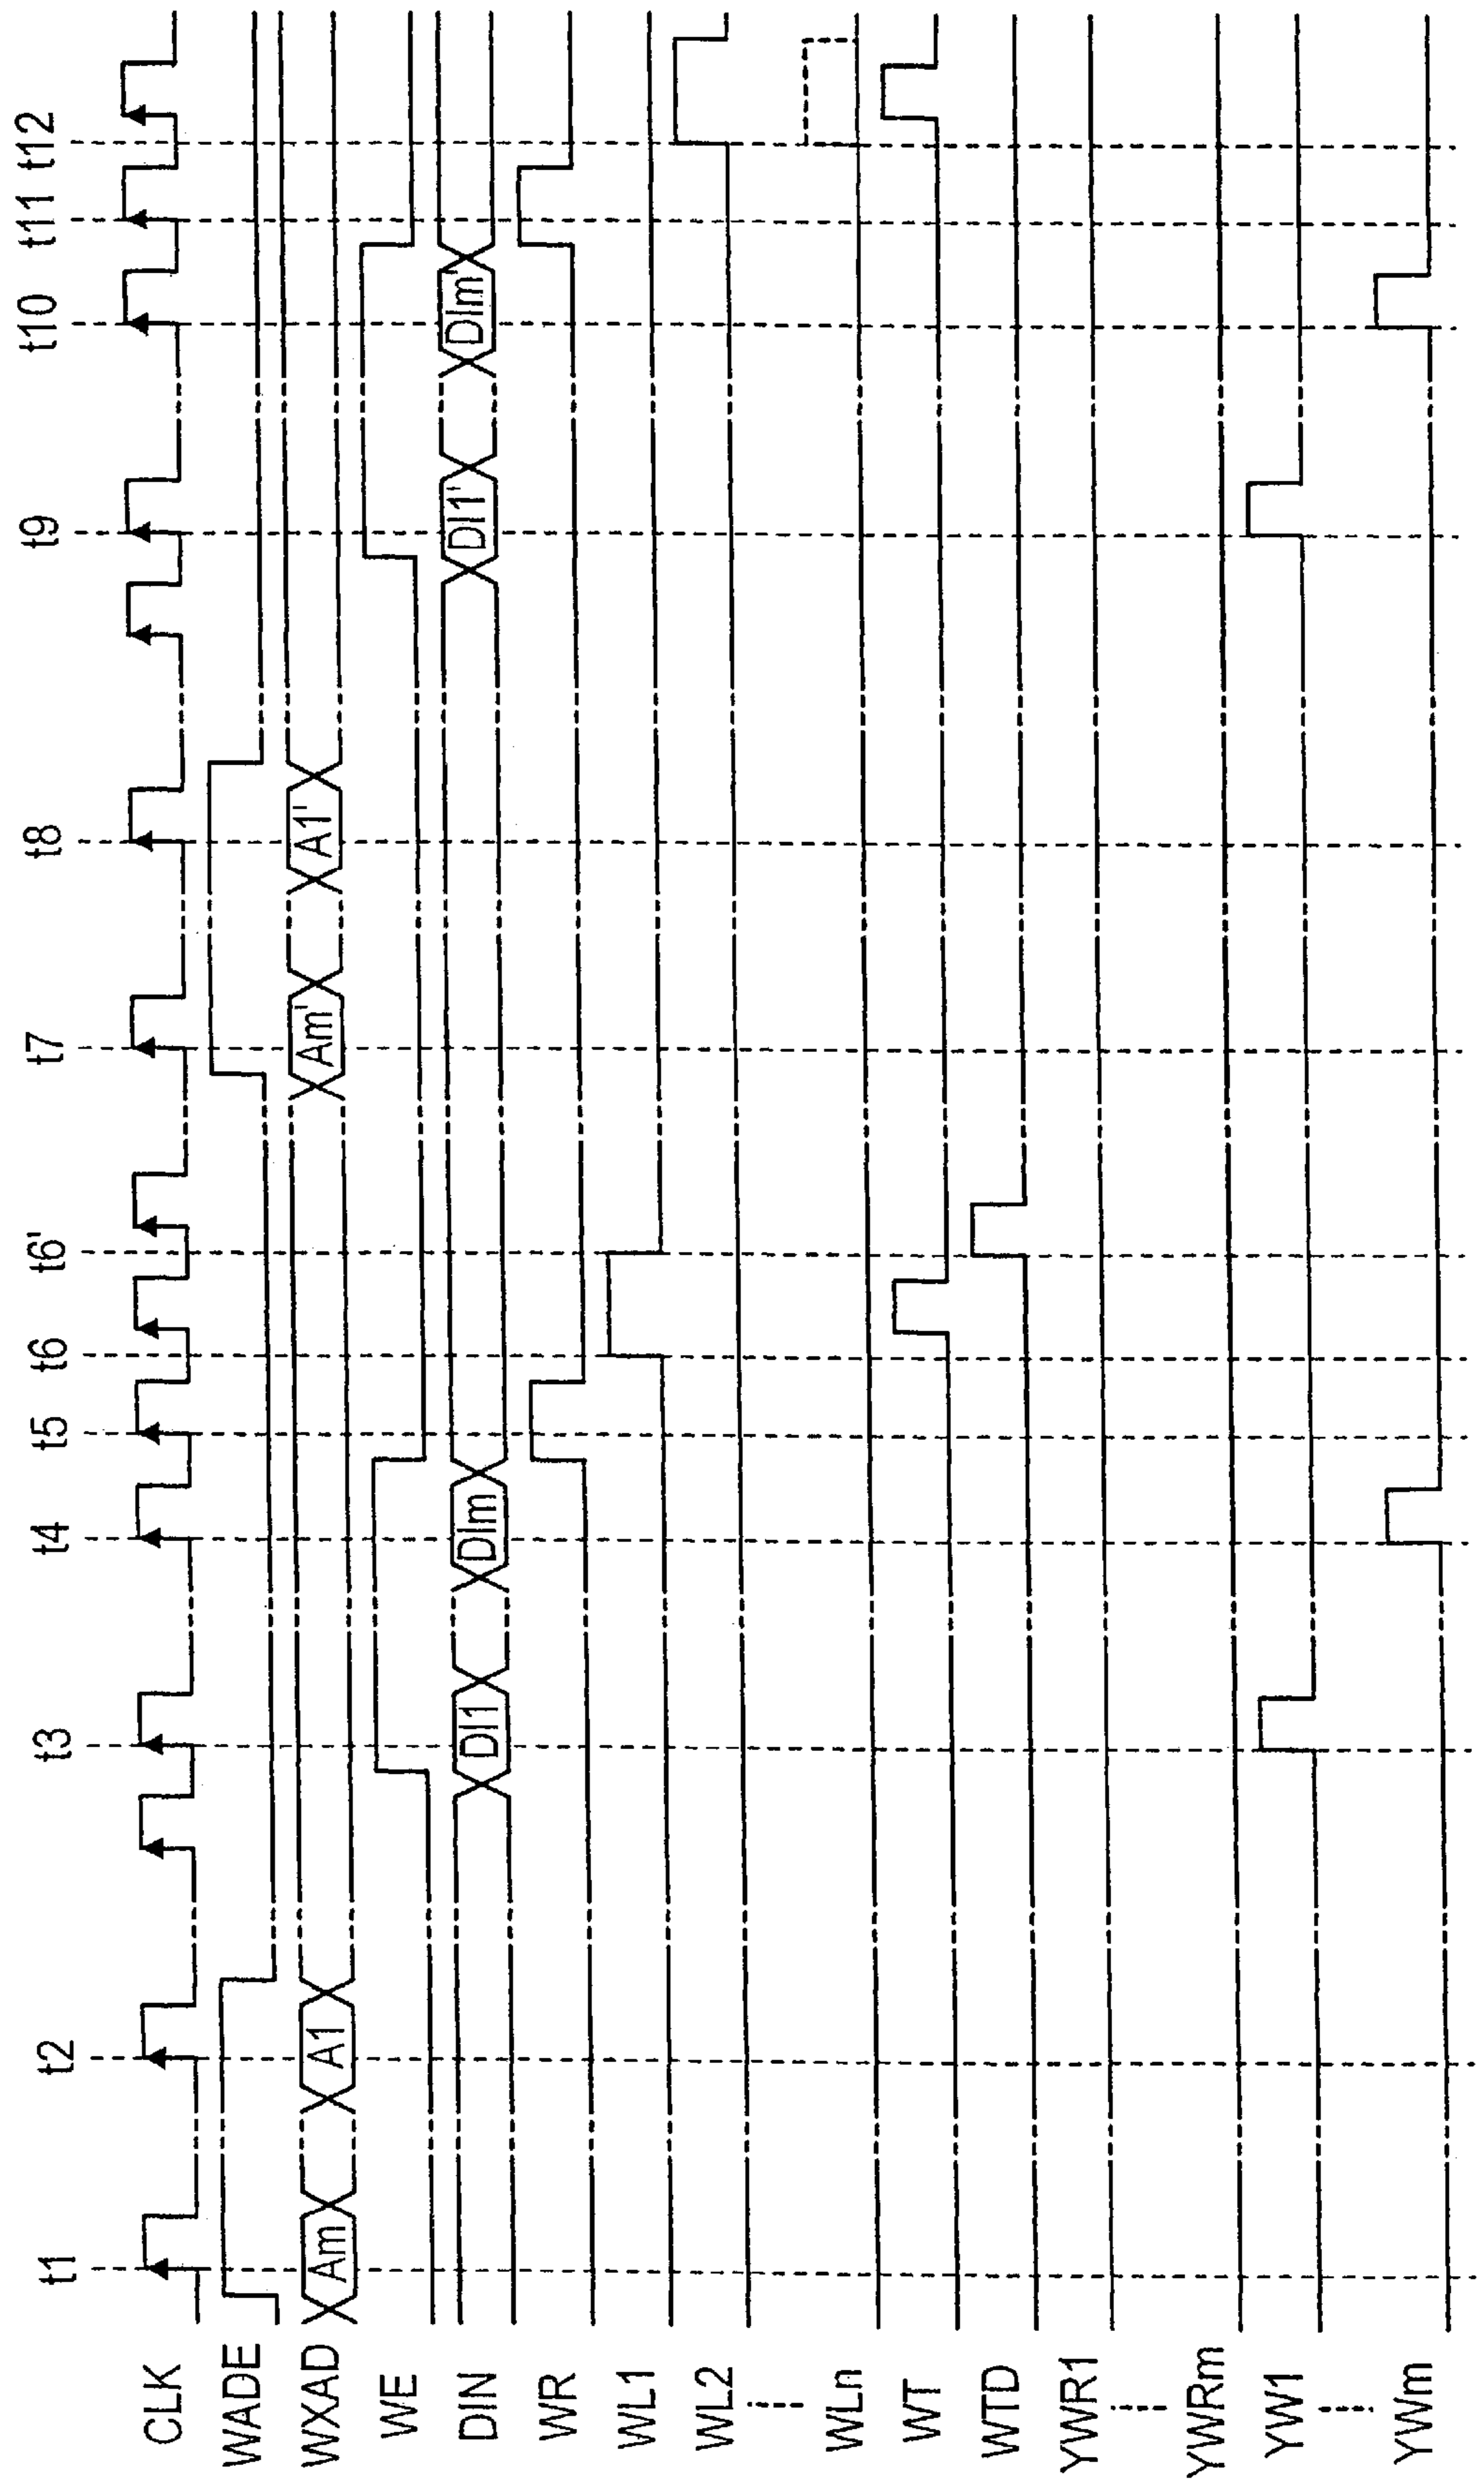 t1 t2 t3 t4 t5 t6 t6' t7 t8 t9 t10 t11 t12
CLK
WADE
WXAD Am A1 Am' A1'
WE
DIN DI1 DIm DI1' DIm'
WR
WL1
WL2
WLn
WT
WTD
YWR1
YWRm
YW1
YWm